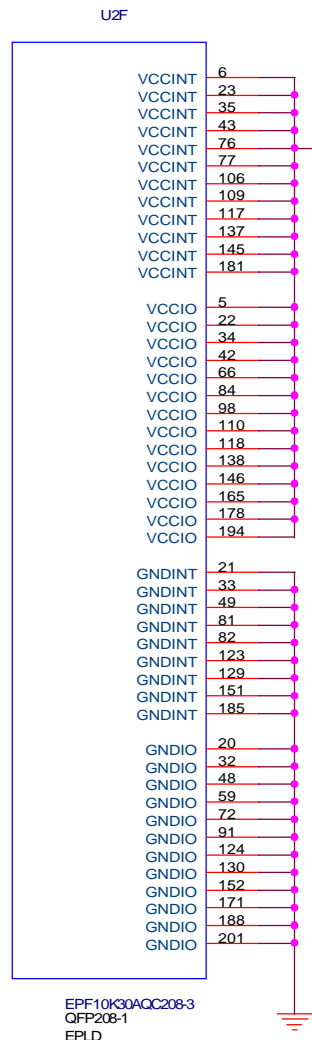 U2F
VCCINT 6
VCCINT 23
VCCINT 35
VCCINT 43
VCCINT 76
VCCINT 77
VCCINT 106
VCCINT 109
VCCINT 117
VCCINT 137
VCCINT 145
VCCINT 181
VCCIO 5
VCCIO 22
VCCIO 34
VCCIO 42
VCCIO 66
VCCIO 84
VCCIO 98
VCCIO 110
VCCIO 118
VCCIO 138
VCCIO 146
VCCIO 165
VCCIO 178
VCCIO 194
GNDINT 21
GNDINT 33
GNDINT 49
GNDINT 81
GNDINT 82
GNDINT 123
GNDINT 129
GNDINT 151
GNDINT 185
GNDIO 20
GNDIO 32
GNDIO 48
GNDIO 59
GNDIO 72
GNDIO 91
GNDIO 124
GNDIO 130
GNDIO 152
GNDIO 171
GNDIO 188
GNDIO 201
EPF10K30AQC208-3
QFP208-1
EPLD